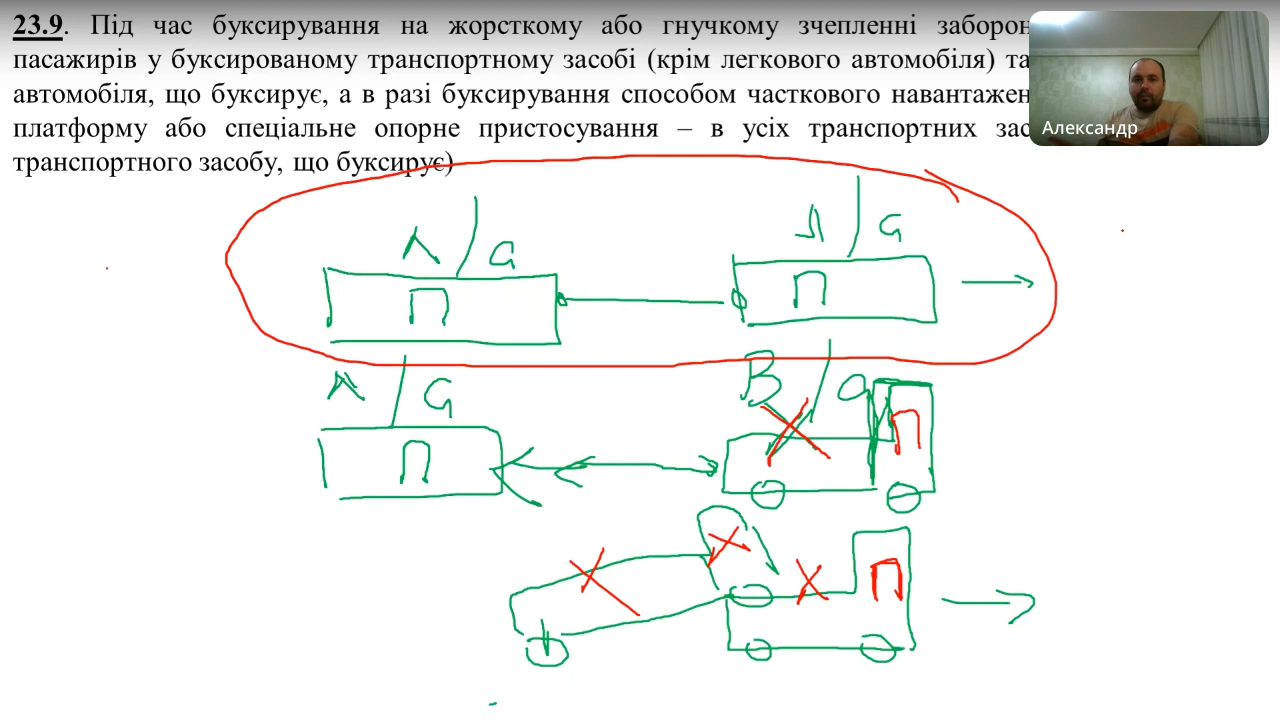 23.9. Під час буксирування на жорсткому або гнучкому зчепленні заборон
пасажирів у буксированому транспортному засобі (крім легкового автомобіля) та
автомобіля, що буксирує, а в разі буксирування способом часткового навантажен
платформу або спеціальне опорне пристосування – в усіх транспортних зас
транспортного засобу, що буксирує)
Александр
Л G Л G
П П
Л G В
П П
П